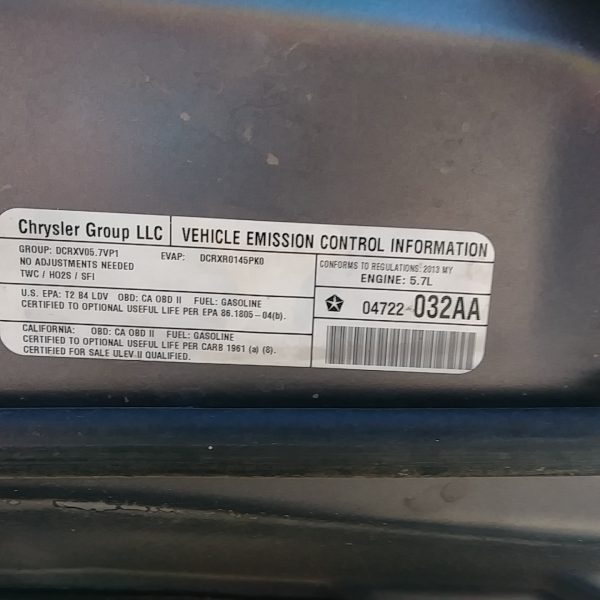 Chrysler Group LLC
VEHICLE EMISSION CONTROL INFORMATION
GROUP: DCRXV05.7VP1 EVAP: DCRXR0145PK0
NO ADJUSTMENTS NEEDED
TWC / HO2S / SFI
CONFORMS TO REGULATIONS: 2013 MY
ENGINE: 5.7L
U.S. EPA: T2 B4 LDV OBD: CA OBD II FUEL: GASOLINE
CERTIFIED TO OPTIONAL USEFUL LIFE PER EPA 86.1805-04(b).
04722-032AA
CALIFORNIA: OBD: CA OBD II FUEL: GASOLINE
CERTIFIED TO OPTIONAL USEFUL LIFE PER CARB 1961 (a) (8).
CERTIFIED FOR SALE ULEV II QUALIFIED.